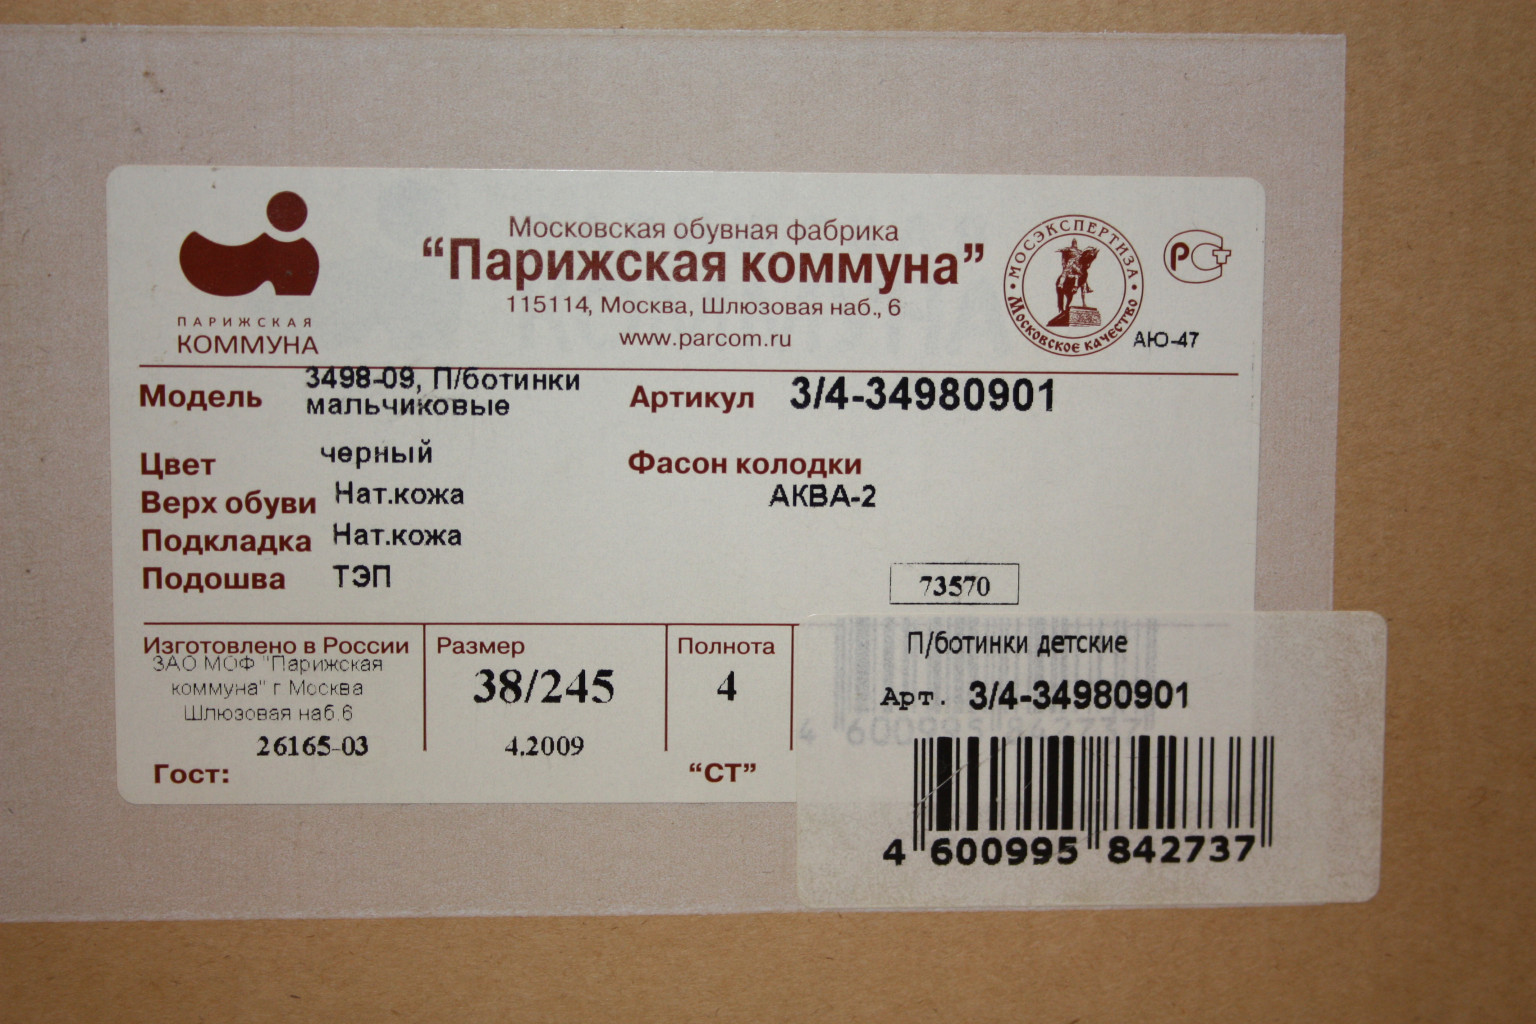 ПАРИЖСКАЯ
КОММУНА
Московская обувная фабрика
“Парижская коммуна”
115114, Москва, Шлюзовая наб., 6
www.parcom.ru
МОСЭКСПЕРТИЗА
Московское качество
РСТ
АЮ-47
Модель 3498-09, П/ботинки
мальчиковые
Артикул 3/4-34980901
Цвет черный
Фасон колодки
АКВА-2
Верх обуви Нат.кожа
Подкладка Нат.кожа
Подошва ТЭП
73570
Изготовлено в России
ЗАО МОФ "Парижская
коммуна" г Москва
Шлюзовая наб.6
26165-03
Гост:
Размер
38/245
4.2009
Полнота
4
“СТ”
П/ботинки детские
Арт. 3/4-34980901
4 600995 842737
4 600995 842737